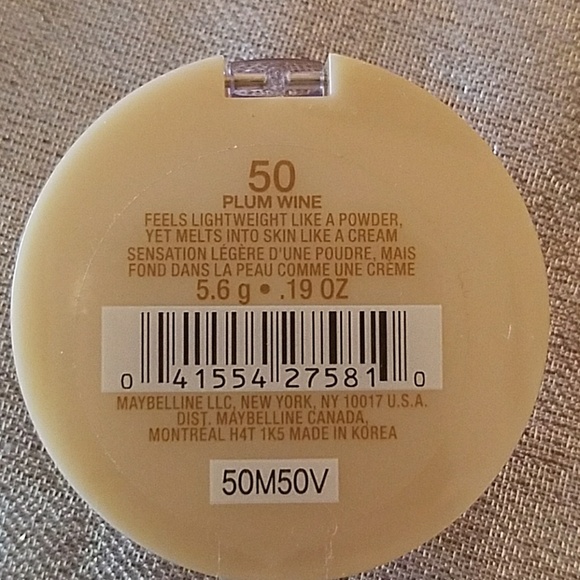 50
PLUM WINE
FEELS LIGHTWEIGHT LIKE A POWDER,
YET MELTS INTO SKIN LIKE A CREAM
SENSATION LÉGÈRE D'UNE POUDRE, MAIS
FOND DANS LA PEAU COMME UNE CRÈME
5.6 g • .19 OZ
0 41554 27581 0
MAYBELLINE LLC, NEW YORK, NY 10017 U.S.A.
DIST. MAYBELLINE CANADA,
MONTRÉAL H4T 1K5 MADE IN KOREA
50M50V